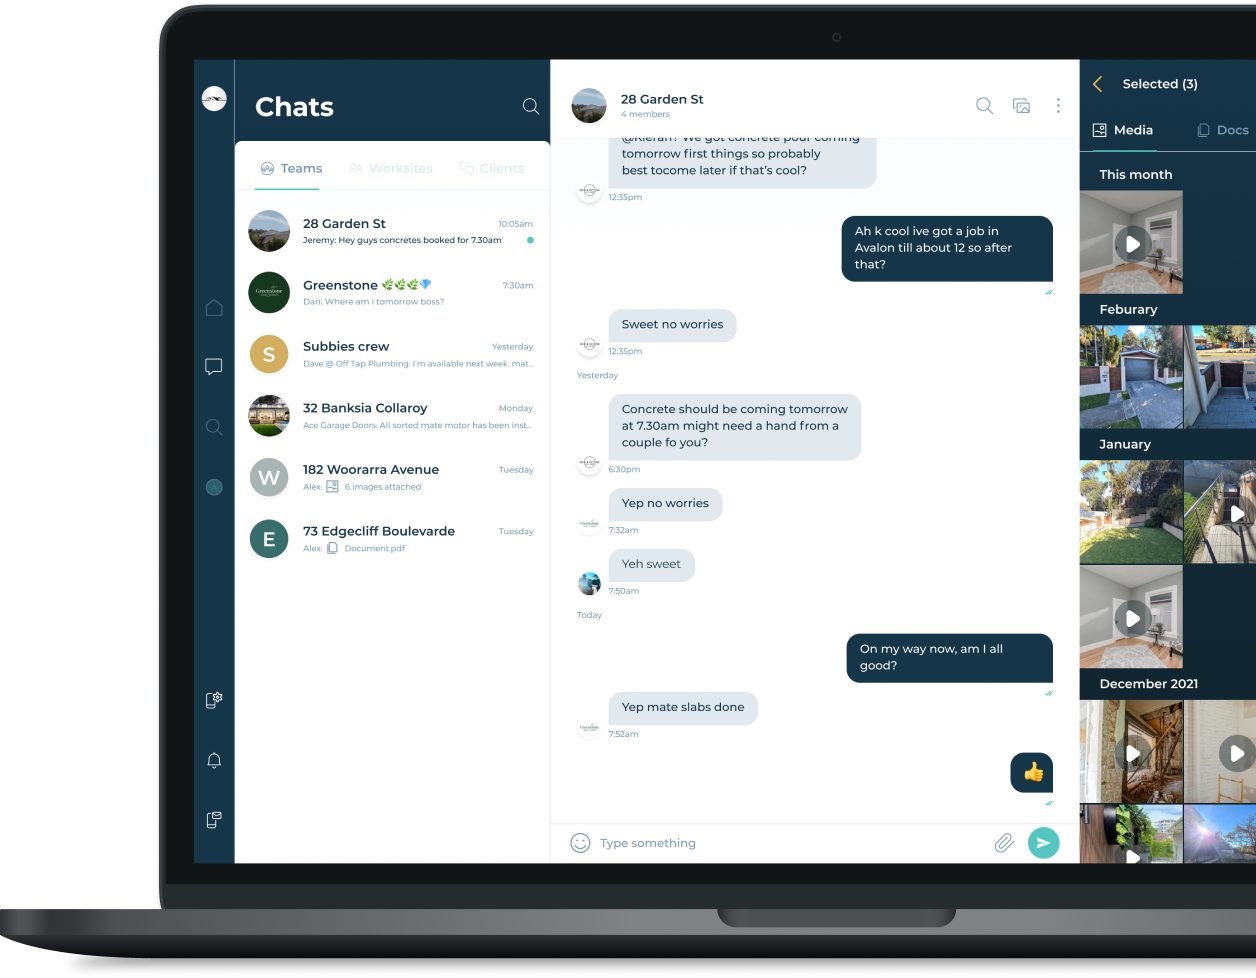 Chats
Teams
Worksites
Clients
28 Garden St
10:05am
Jeremy: Hey guys concretes booked for 7.30am
Greenstone 🌿🌿🌿💎
7:30am
Dan: Where am i tomorrow boss?
Greenstone
S
Subbies crew
Yesterday
Dave @ Off Tap Plumbing: I'm available next week. mat...
32 Banksia Collaroy
Monday
Ace Garage Doors: All sorted mate motor has been inst...
W
182 Woorarra Avenue
Tuesday
Alex: 6 images attached
E
73 Edgecliff Boulevarde
Tuesday
Alex: Document.pdf
A
28 Garden St
4 members
@kieran? We got concrete pour coming
tomorrow first things so probably
best tocome later if that's cool?
12:35pm
Ah k cool ive got a job in
Avalon till about 12 so after
that?
Sweet no worries
12:35pm
Yesterday
Concrete should be coming tomorrow
at 7.30am might need a hand from a
couple fo you?
6:30pm
Yep no worries
Greenstone
7:32am
Yeh sweet
7:50am
Today
On my way now, am I all
good?
Yep mate slabs done
Greenstone
7:52am
👍
Type something
Selected (3)
Media
Docs
This month
Feburary
January
December 2021